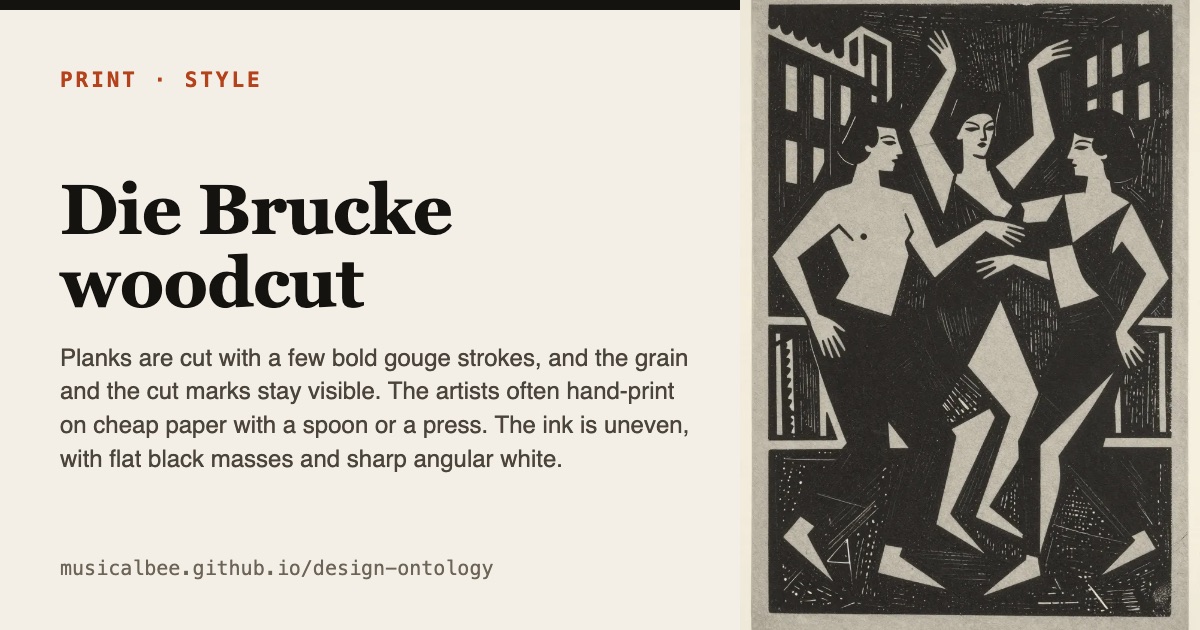 PRINT · STYLE
Die Brucke
woodcut
Planks are cut with a few bold gouge strokes, and the grain
and the cut marks stay visible. The artists often hand-print
on cheap paper with a spoon or a press. The ink is uneven,
with flat black masses and sharp angular white.
musicalbee.github.io/design-ontology